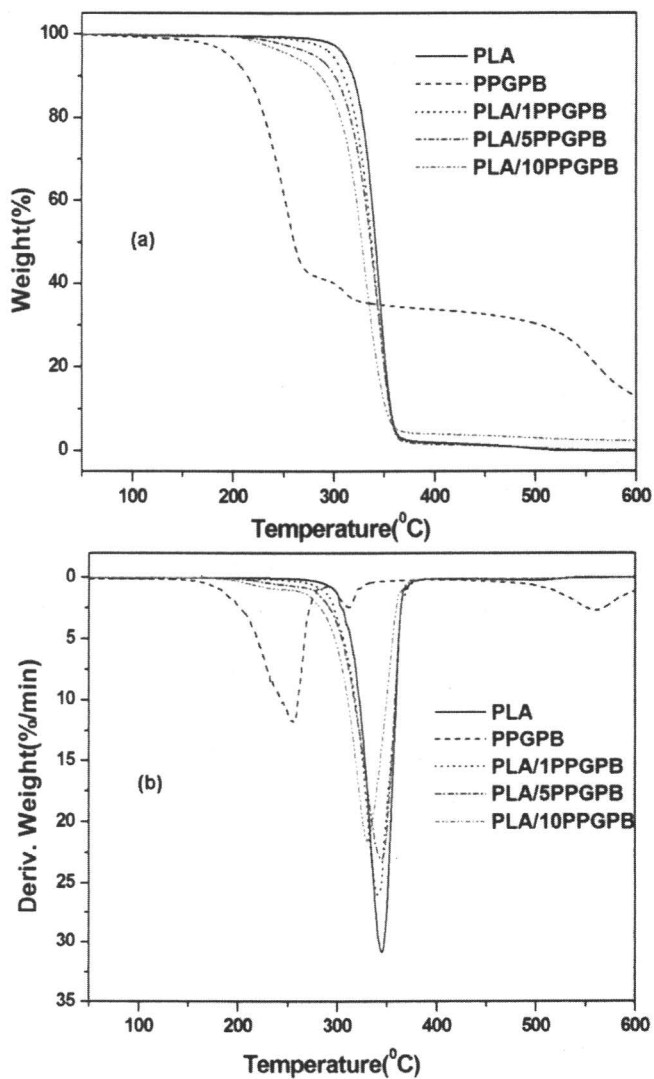 100
80
60
40
20
0
Weight(%)
PLA
PPGPB
PLA/1PPGPB
PLA/5PPGPB
PLA/10PPGPB
(a)
100 200 300 400 500 600
Temperature(⁰C)
0
5
10
15
20
25
30
35
Deriv. Weight(%/min)
PLA
PPGPB
PLA/1PPGPB
PLA/5PPGPB
PLA/10PPGPB
(b)
100 200 300 400 500 600
Temperature(⁰C)